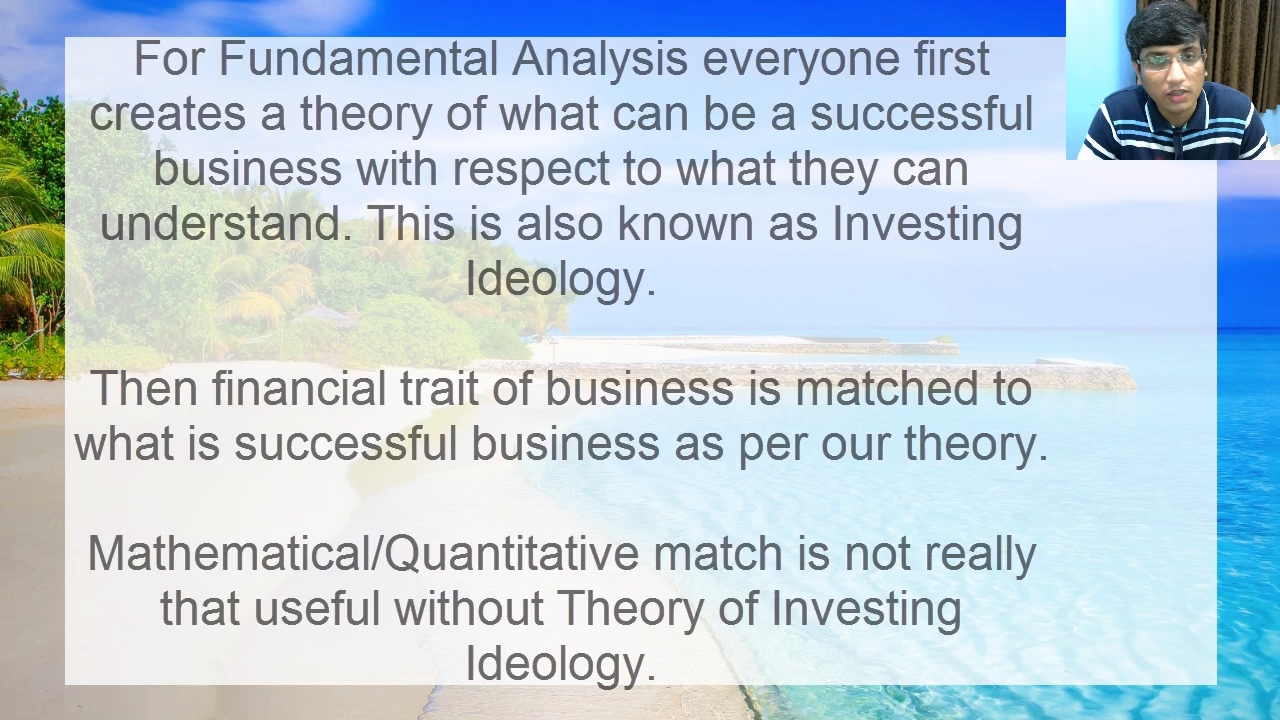 For Fundamental Analysis everyone first
creates a theory of what can be a successful
business with respect to what they can
understand. This is also known as Investing
Ideology.
Then financial trait of business is matched to
what is successful business as per our theory.
Mathematical/Quantitative match is not really
that useful without Theory of Investing
Ideology.